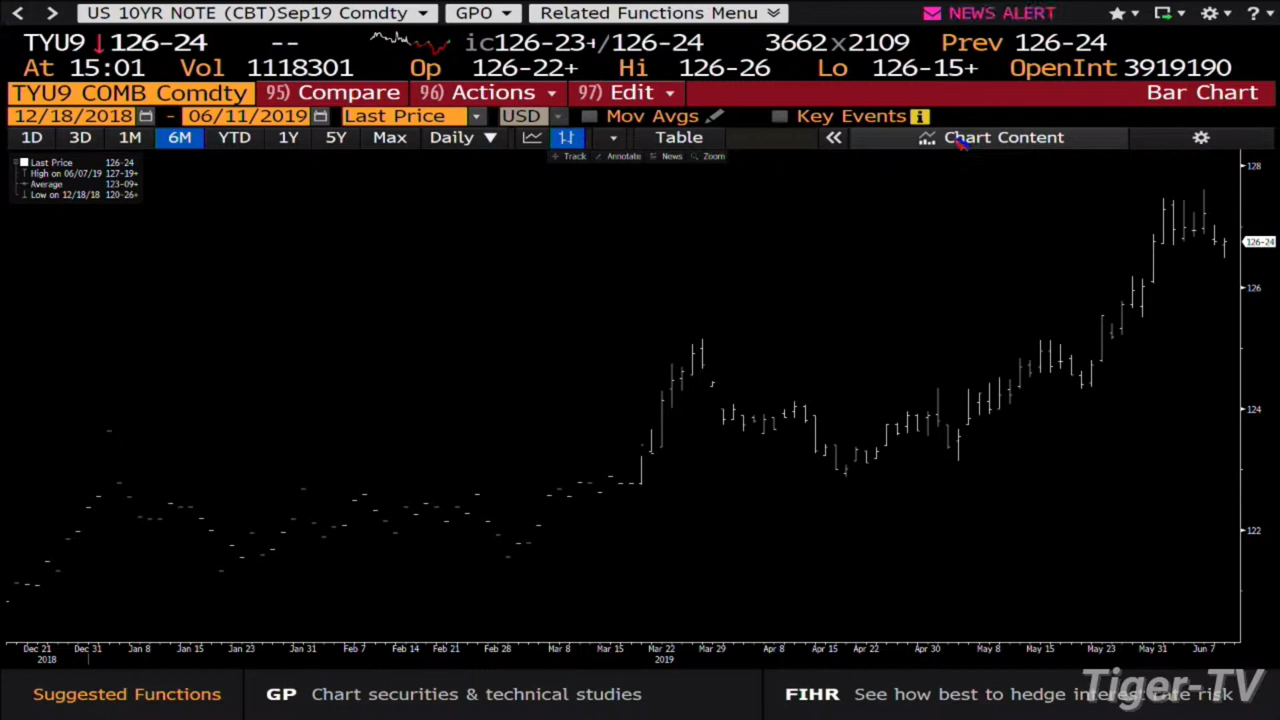 US 10YR NOTE (CBT)Sep19 Comdty GPO Related Functions Menu NEWS ALERT ?
TYU9 ↓126-24 -- ic126-23+/126-24 3662x2109 Prev 126-24
At 15:01 Vol 1118301 Op 126-22+ Hi 126-26 Lo 126-15+ OpenInt 3919190
TYU9 COMB Comdty 95) Compare 96) Actions 97) Edit Bar Chart
12/18/2018 - 06/11/2019 Last Price USD Mov Avgs Key Events i
1D 3D 1M 6M YTD 1Y 5Y Max Daily ▼ Table « Chart Content
Track Annotate News Zoom
Last Price 126-24
High on 06/07/19 127-19+
Average 123-09+
Low on 12/18/18 120-26+
128
126-24
126
124
122
Dec 21 Dec 31 Jan 8 Jan 15 Jan 23 Jan 31 Feb 7 Feb 14 Feb 21 Feb 28 Mar 8 Mar 15 Mar 22 Mar 29 Apr 8 Apr 15 Apr 22 Apr 30 May 8 May 15 May 23 May 31 Jun 7
2018 2019
Suggested Functions GP Chart securities & technical studies FIHR See how best to hedge interest rate risk
Tiger-TV